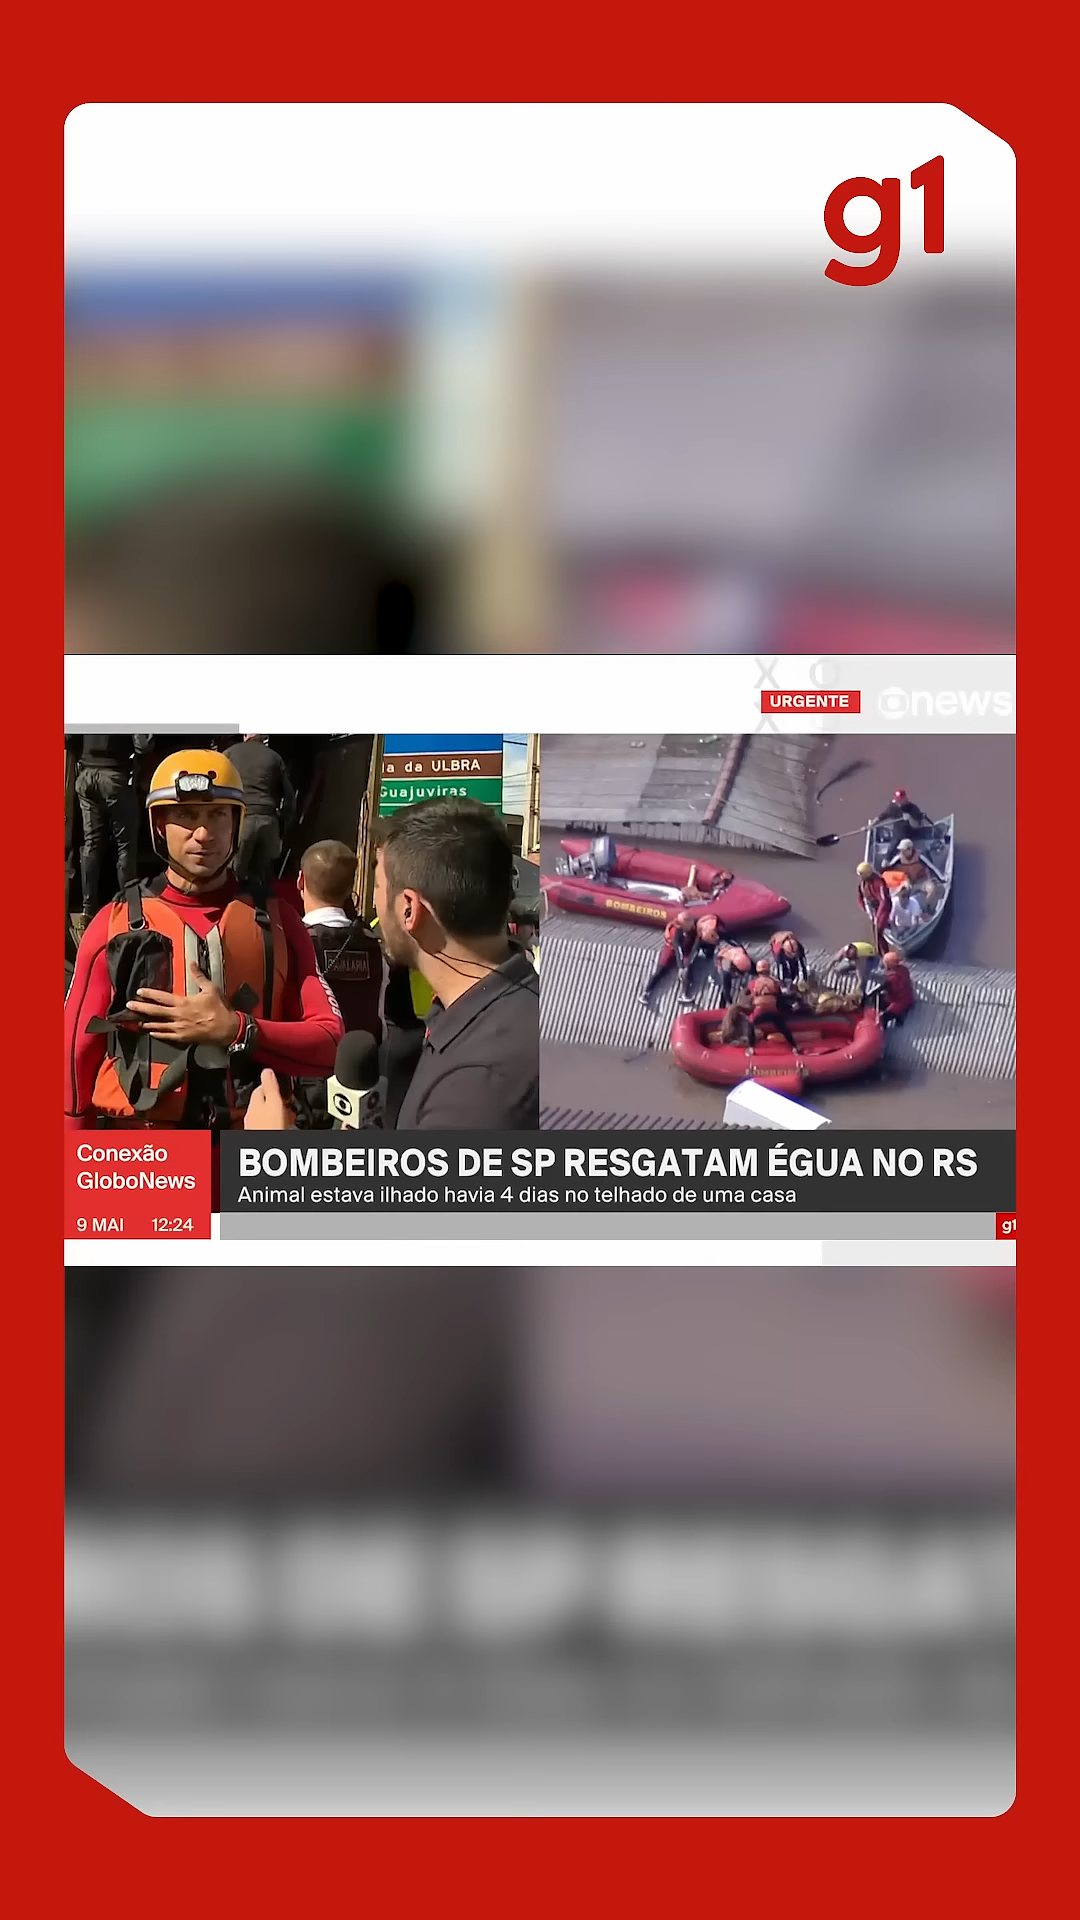 g1
URGENTE
news
a da ULBRA
Guajuviras
BOMBEIROS
Conexão
GloboNews
9 MAI 12:24
BOMBEIROS DE SP RESGATAM ÉGUA NO RS
Animal estava ilhado havia 4 dias no telhado de uma casa
g1